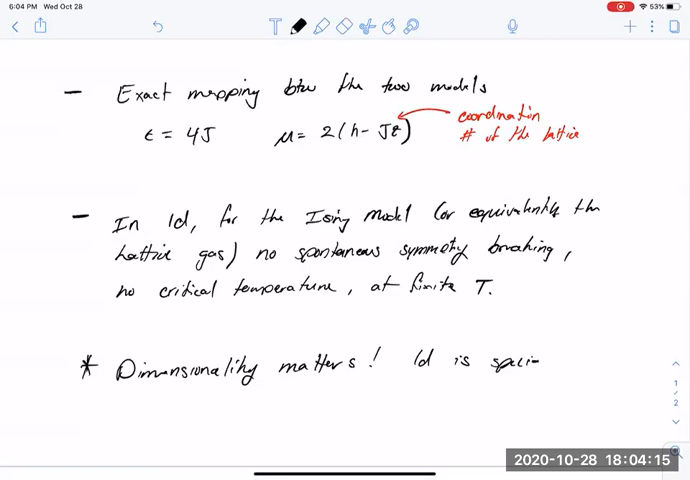 6:04 PM Wed Oct 28
53%
- Exact mapping btw the two models
ϵ = 4J μ = 2(h - Jz)
coordination
# of the lattice
- In 1d, for the Ising model (or equivalently the
lattice gas) no spontaneous symmetry breaking,
no critical temperature, at finite T.
* Dimensionality matters! 1d is speci
1
/
2
2020-10-28 18:04:15